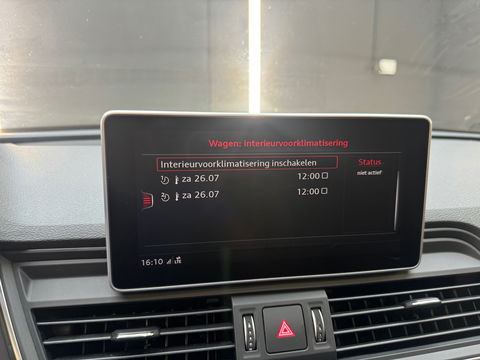 Wagen: interieurvoorklimatisering
Interieurvoorklimatisering inschakelen
Status
za 26.07 12:00
niet actief
za 26.07 12:00
16:10 LTE